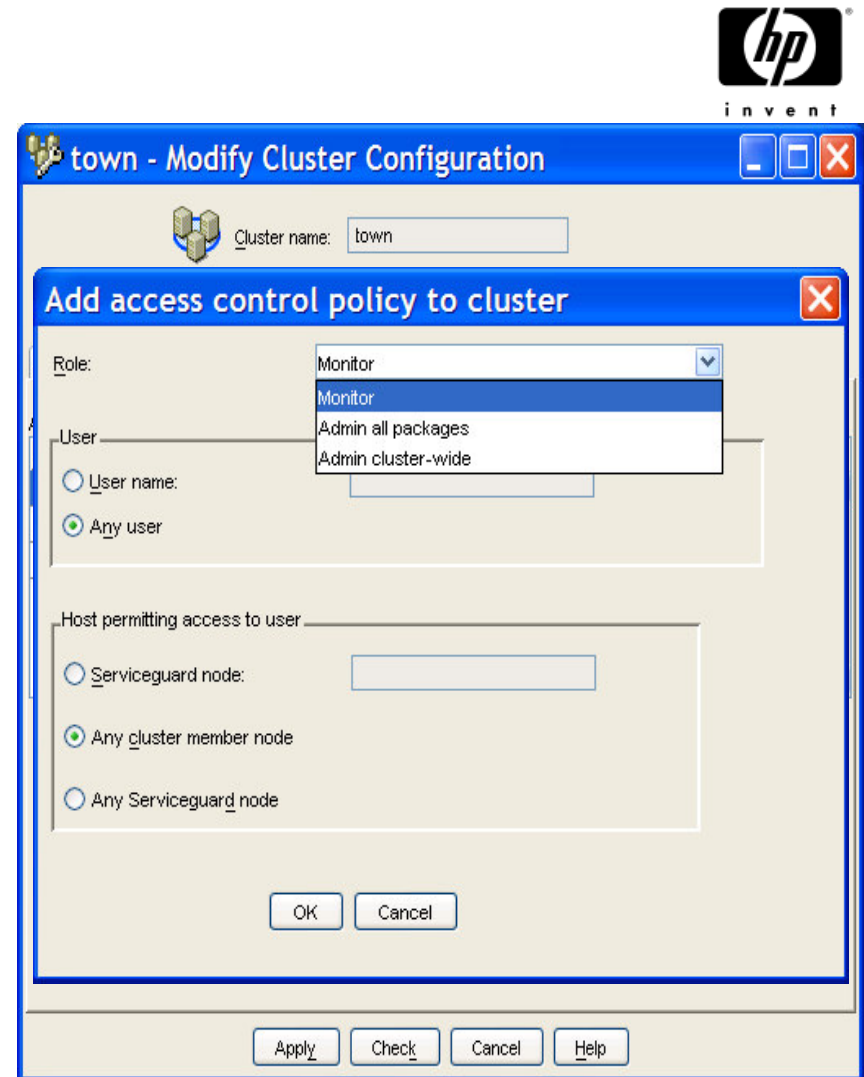 hp
®
invent
town - Modify Cluster Configuration
Cluster name: town
Add access control policy to cluster
Role: Monitor
Monitor
Admin all packages
Admin cluster-wide
User
User name:
Any user
Host permitting access to user
Serviceguard node:
Any cluster member node
Any Serviceguard node
OK Cancel
Apply Check Cancel Help